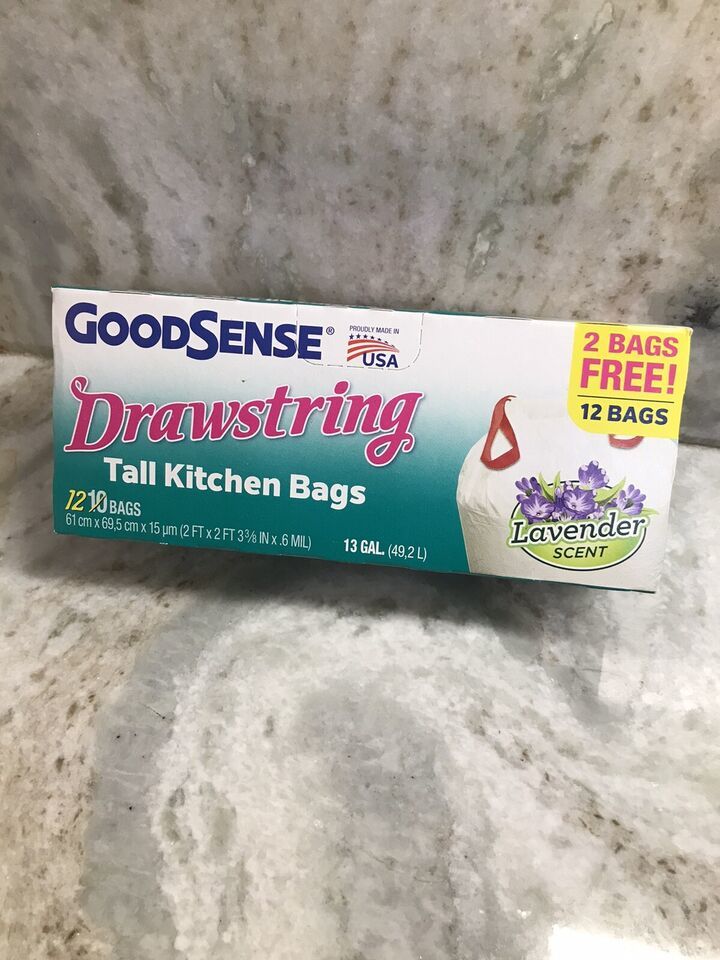 GOODSENSE®
PROUDLY MADE IN
USA
2 BAGS
FREE!
12 BAGS
Drawstring
Tall Kitchen Bags
12 10 BAGS
61 cm x 69,5 cm x 15 µm (2 FT x 2 FT 3 3/8 IN x .6 MIL)
13 GAL. (49,2 L)
Lavender
SCENT